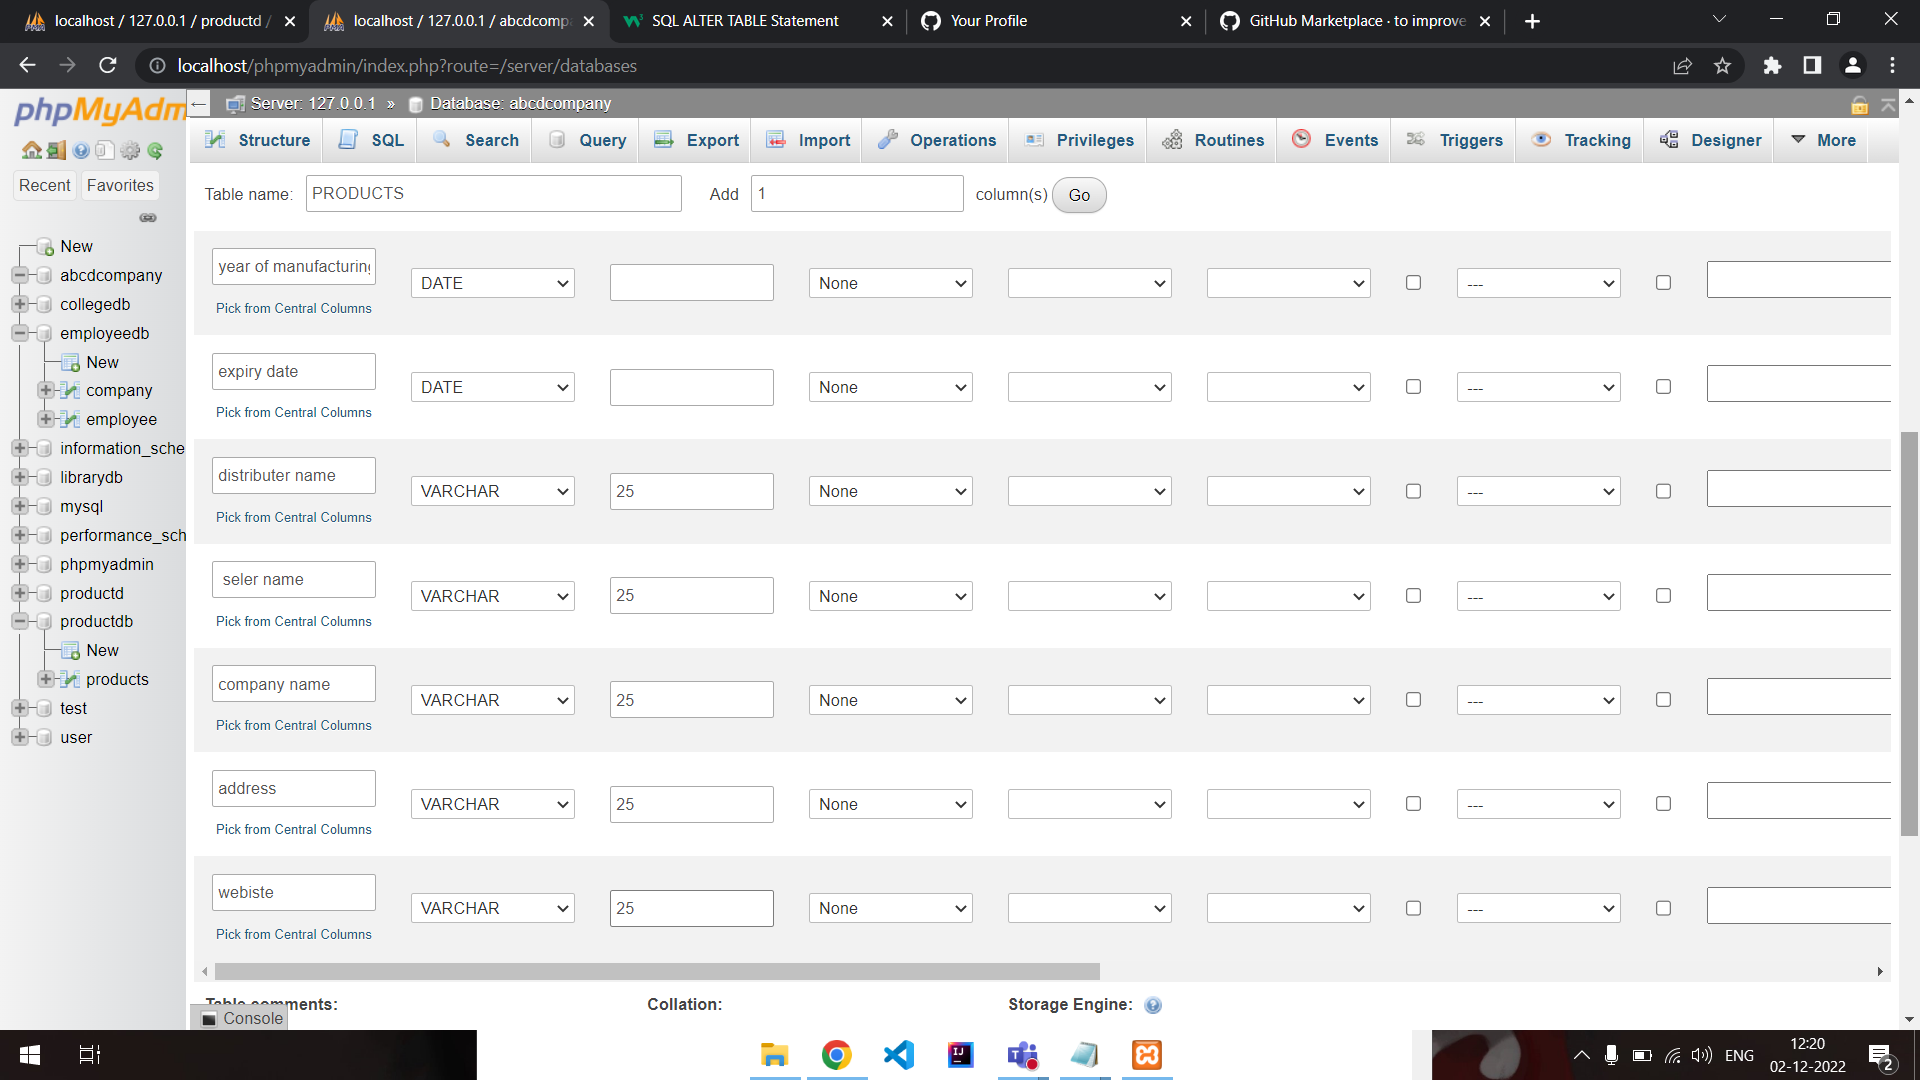 localhost / 127.0.0.1 / productd /
localhost / 127.0.0.1 / abcdcomp
SQL ALTER TABLE Statement
Your Profile
GitHub Marketplace · to improve
localhost/phpmyadmin/index.php?route=/server/databases
phpMyAdm
Server: 127.0.0.1 » Database: abcdcompany
Structure SQL Search Query Export Import Operations Privileges Routines Events Triggers Tracking Designer More
Recent Favorites
New
abcdcompany
collegedb
employeedb
New
company
employee
information_sche
librarydb
mysql
performance_sch
phpmyadmin
productd
productdb
New
products
test
user
Table name: PRODUCTS Add 1 column(s) Go
year of manufacturing DATE None ---
Pick from Central Columns
expiry date DATE None ---
Pick from Central Columns
distributer name VARCHAR 25 None ---
Pick from Central Columns
seler name VARCHAR 25 None ---
Pick from Central Columns
company name VARCHAR 25 None ---
Pick from Central Columns
address VARCHAR 25 None ---
Pick from Central Columns
webiste VARCHAR 25 None ---
Pick from Central Columns
Table comments: Collation: Storage Engine:
Console
ENG
12:20
02-12-2022
2